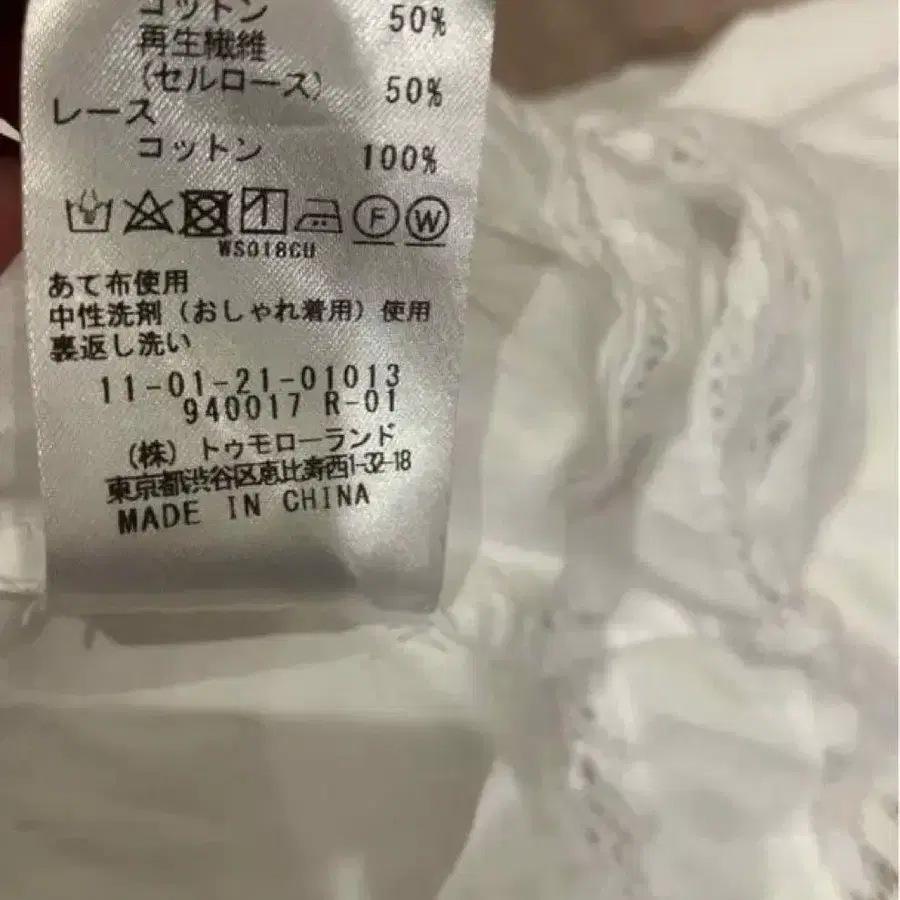 コットン 50%
再生繊維
(セルロース) 50%
レース
コットン 100%
F W
WS018CU
あて布使用
中性洗剤(おしゃれ着用)使用
裏返し洗い
11-01-21-01013
940017 R-01
(株)トゥモローランド
東京都渋谷区恵比寿西1-32-18
MADE IN CHINA